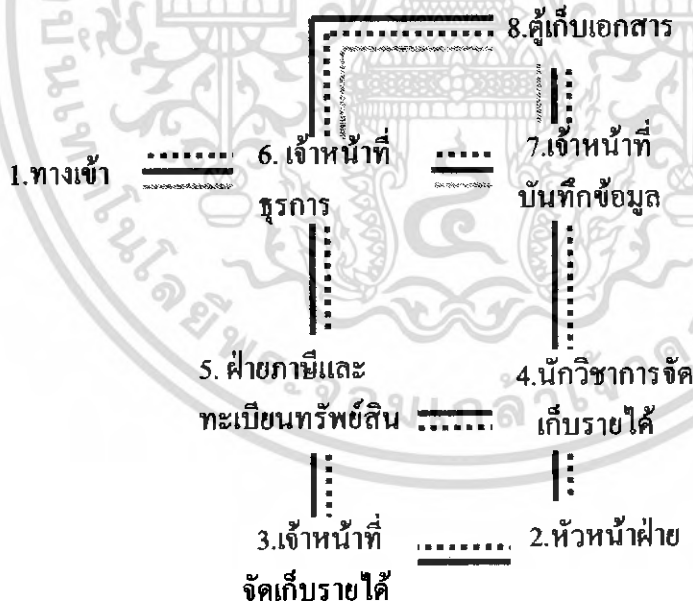 8.ตู้เก็บเอกสาร
1.ทางเข้า
6. เจ้าหน้าที่
ธุรการ
7.เจ้าหน้าที่
บันทึกข้อมูล
5. ฝ่ายภาษีและ
ทะเบียนทรัพย์สิน
4.นักวิชาการจัด
เก็บรายได้
3.เจ้าหน้าที่
จัดเก็บรายได้
2.หัวหน้าฝ่าย